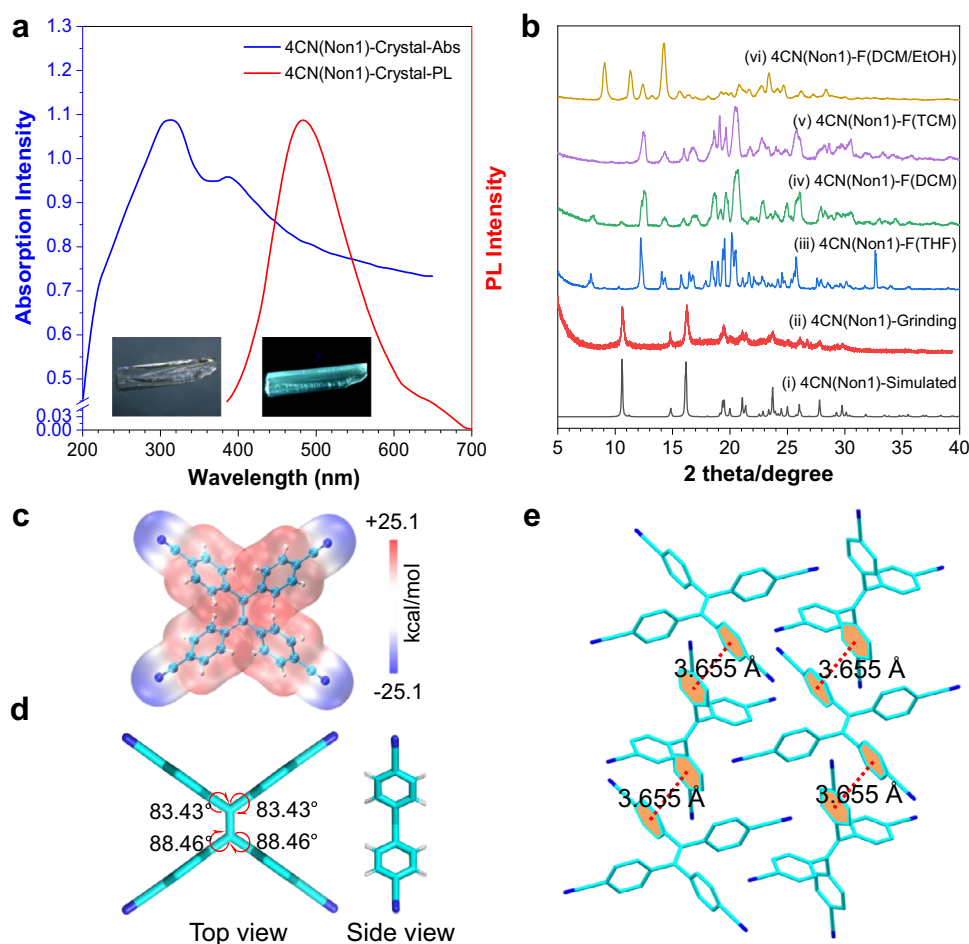 a
1.3
1.2
1.1
1.0
0.9
0.8
0.7
0.6
0.5
0.03
0.00
Absorption Intensity
4CN(Non1)-Crystal-Abs
4CN(Non1)-Crystal-PL
PL Intensity
200 300 400 500 600 700
Wavelength (nm)
b
(vi) 4CN(Non1)-F(DCM/EtOH)
(v) 4CN(Non1)-F(TCM)
(iv) 4CN(Non1)-F(DCM)
(iii) 4CN(Non1)-F(THF)
(ii) 4CN(Non1)-Grinding
(i) 4CN(Non1)-Simulated
5 10 15 20 25 30 35 40
2 theta/degree
c
+25.1
kcal/mol
-25.1
d
83.43° 83.43°
88.46° 88.46°
Top view Side view
e
3.655 Å 3.655 Å
3.655 Å 3.655 Å